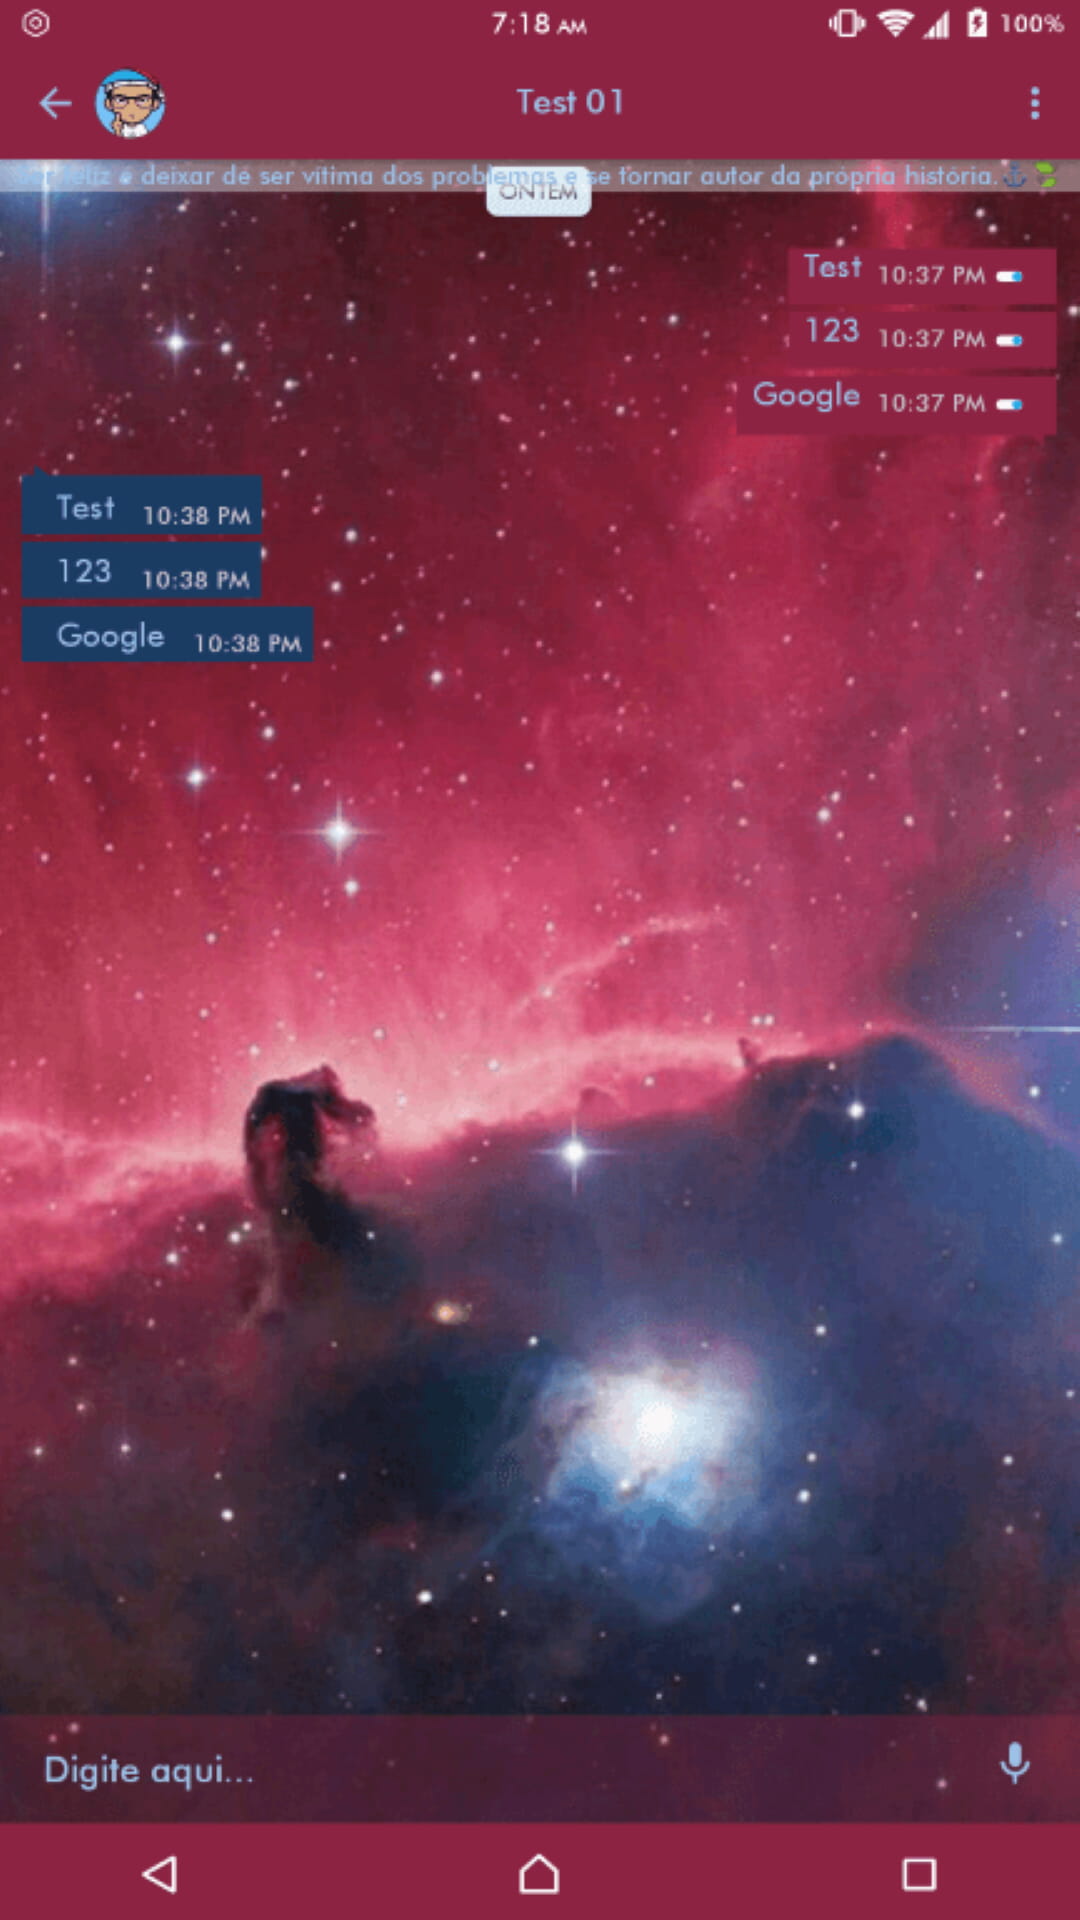 7:18 AM
100%
Test 01
feliz é deixar de ser vítima dos problemas e se tornar autor da própria história.
ONTEM
Test 10:37 PM
123 10:37 PM
Google 10:37 PM
Test 10:38 PM
123 10:38 PM
Google 10:38 PM
Digite aqui...